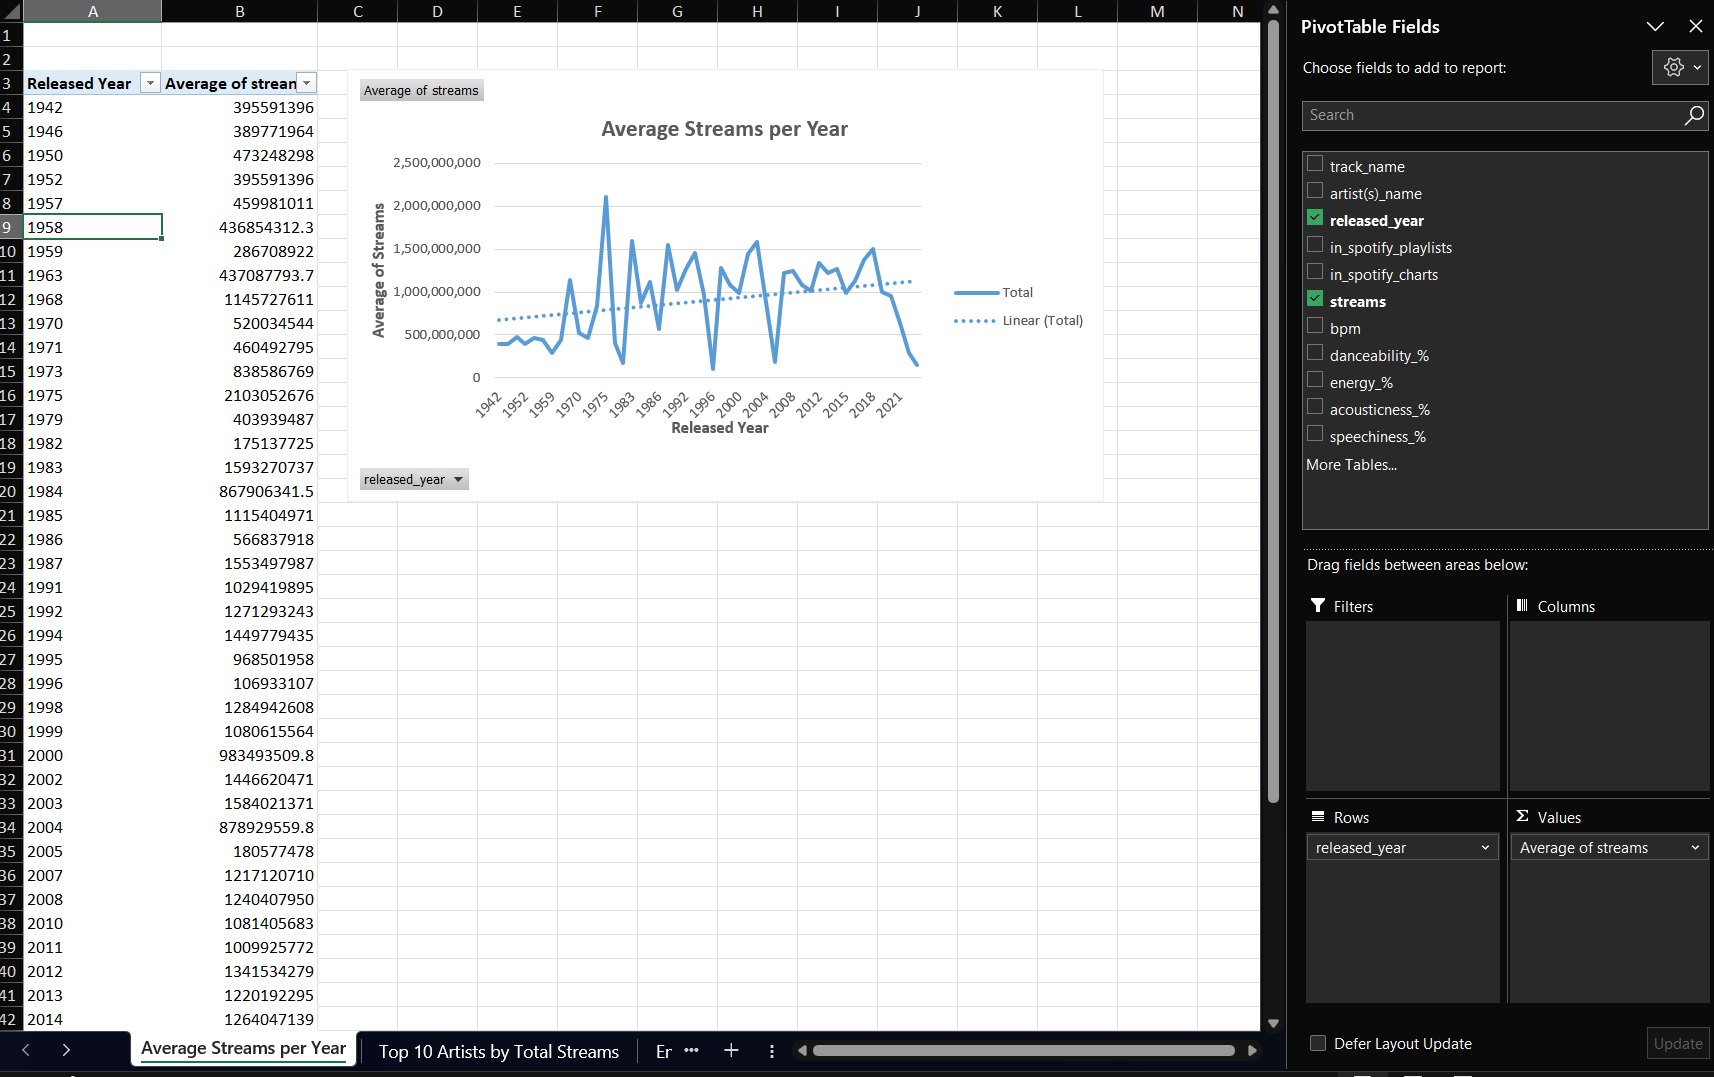 A B C D E F G H I J K L M N
1
2
3 Released Year Average of stream
4 1942 395591396
5 1946 389771964
6 1950 473248298
7 1952 395591396
8 1957 459981011
9 1958 436854312.3
10 1959 286708922
11 1963 437087793.7
12 1968 1145727611
13 1970 520034544
14 1971 460492795
15 1973 838586769
16 1975 2103052676
17 1979 403939487
18 1982 175137725
19 1983 1593270737
20 1984 867906341.5
21 1985 1115404971
22 1986 566837918
23 1987 1553497987
24 1991 1029419895
25 1992 1271293243
26 1994 1449779435
27 1995 968501958
28 1996 106933107
29 1998 1284942608
30 1999 1080615564
31 2000 983493509.8
32 2002 1446620471
33 2003 1584021371
34 2004 878929559.8
35 2005 180577478
36 2007 1217120710
37 2008 1240407950
38 2010 1081405683
39 2011 1009925772
40 2012 1341534279
41 2013 1220192295
42 2014 1264047139
Average of streams
Average Streams per Year
Average of Streams
2,500,000,000
2,000,000,000
1,500,000,000
1,000,000,000
500,000,000
0
1942 1952 1959 1970 1975 1983 1986 1992 1996 2000 2004 2008 2012 2015 2018 2021
Released Year
Total
Linear (Total)
released_year
Average Streams per Year Top 10 Artists by Total Streams Er
PivotTable Fields
Choose fields to add to report:
Search
track_name
artist(s)_name
released_year
in_spotify_playlists
in_spotify_charts
streams
bpm
danceability_%
energy_%
acousticness_%
speechiness_%
More Tables...
Drag fields between areas below:
Filters
Columns
Rows
Σ Values
released_year
Average of streams
Defer Layout Update
Update